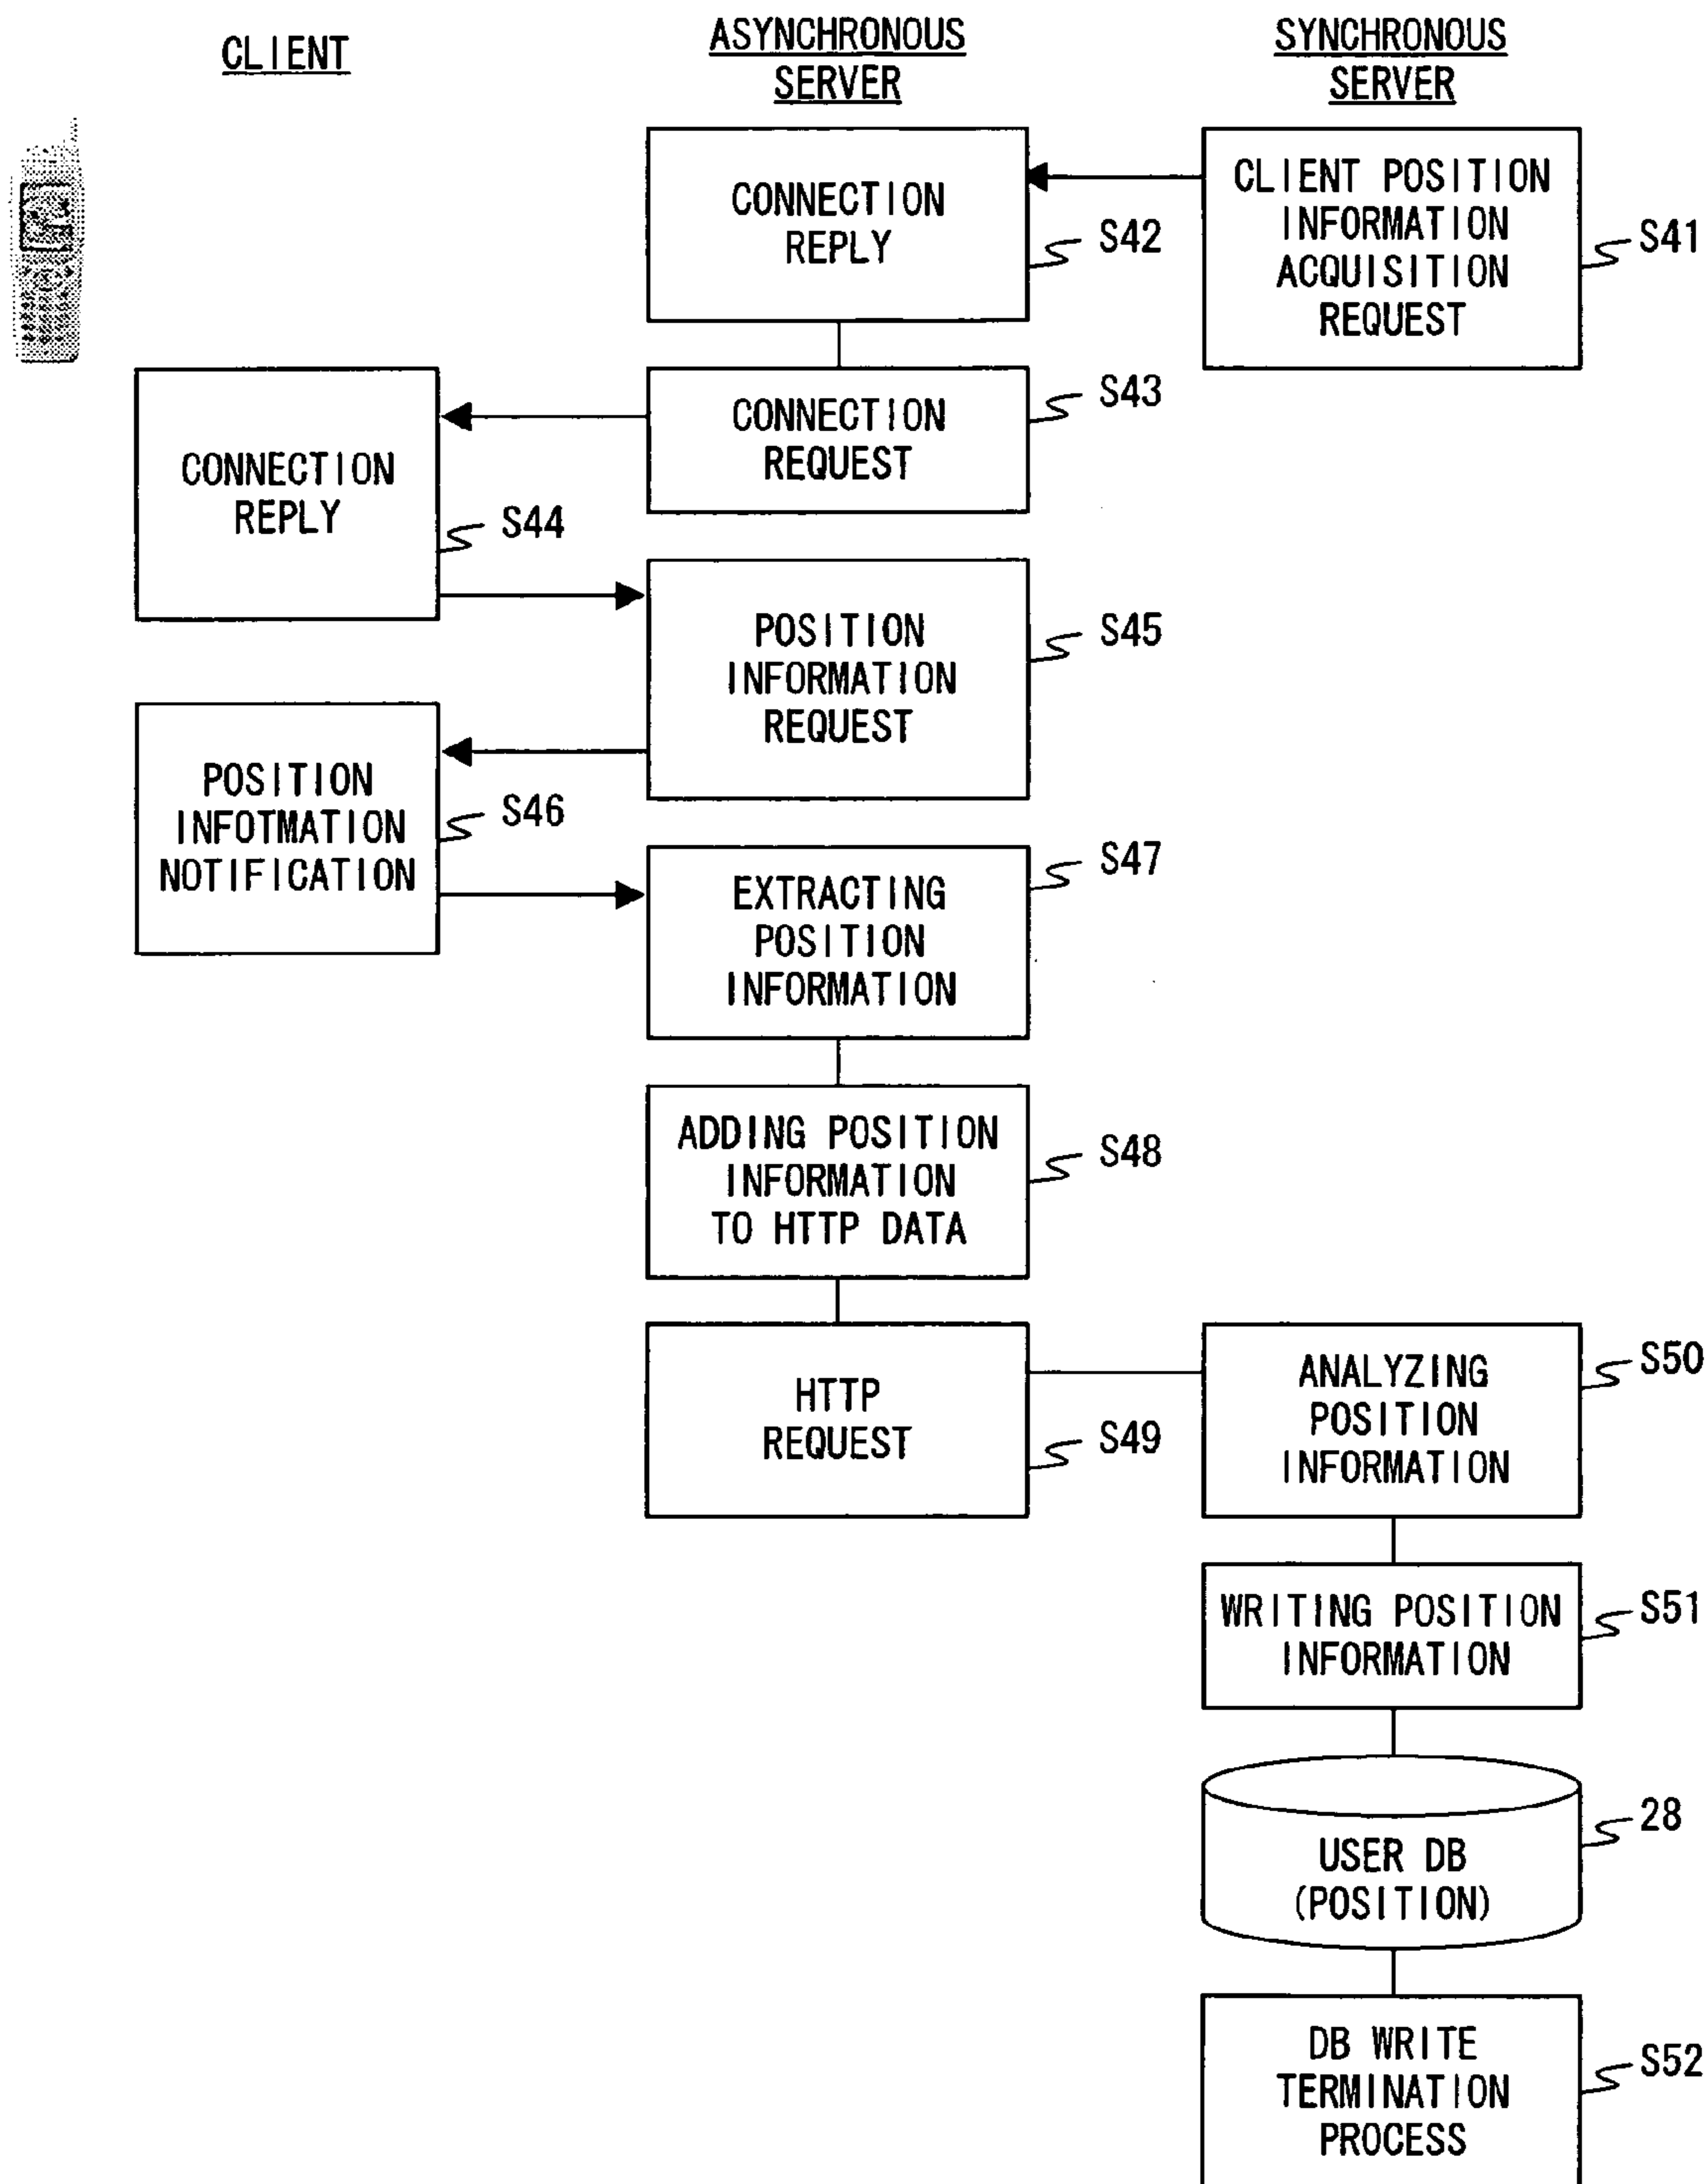 CLIENT
ASYNCHRONOUS
SERVER
SYNCHRONOUS
SERVER
CONNECTION
REPLY
S42
CLIENT POSITION
INFORMATION
ACQUISITION
REQUEST
S41
CONNECTION
REQUEST
S43
CONNECTION
REPLY
S44
POSITION
INFORMATION
REQUEST
S45
POSITION
INFOTMATION
NOTIFICATION
S46
EXTRACTING
POSITION
INFORMATION
S47
ADDING POSITION
INFORMATION
TO HTTP DATA
S48
HTTP
REQUEST
S49
ANALYZING
POSITION
INFORMATION
S50
WRITING POSITION
INFORMATION
S51
USER DB
(POSITION)
28
DB WRITE
TERMINATION
PROCESS
S52